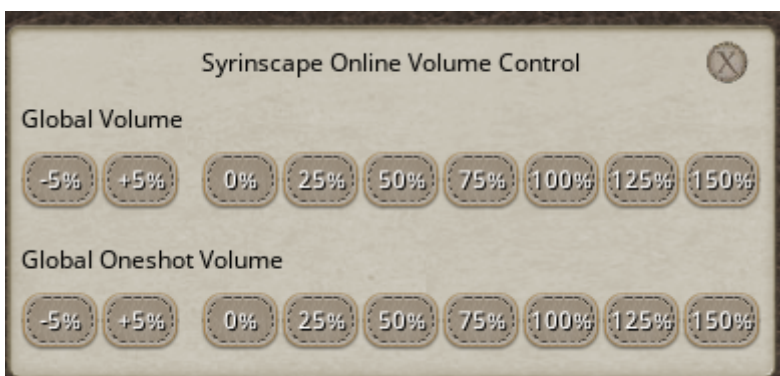 Syrinscape Online Volume Control X
Global Volume
-5% +5% 0% 25% 50% 75% 100% 125% 150%
Global Oneshot Volume
-5% +5% 0% 25% 50% 75% 100% 125% 150%